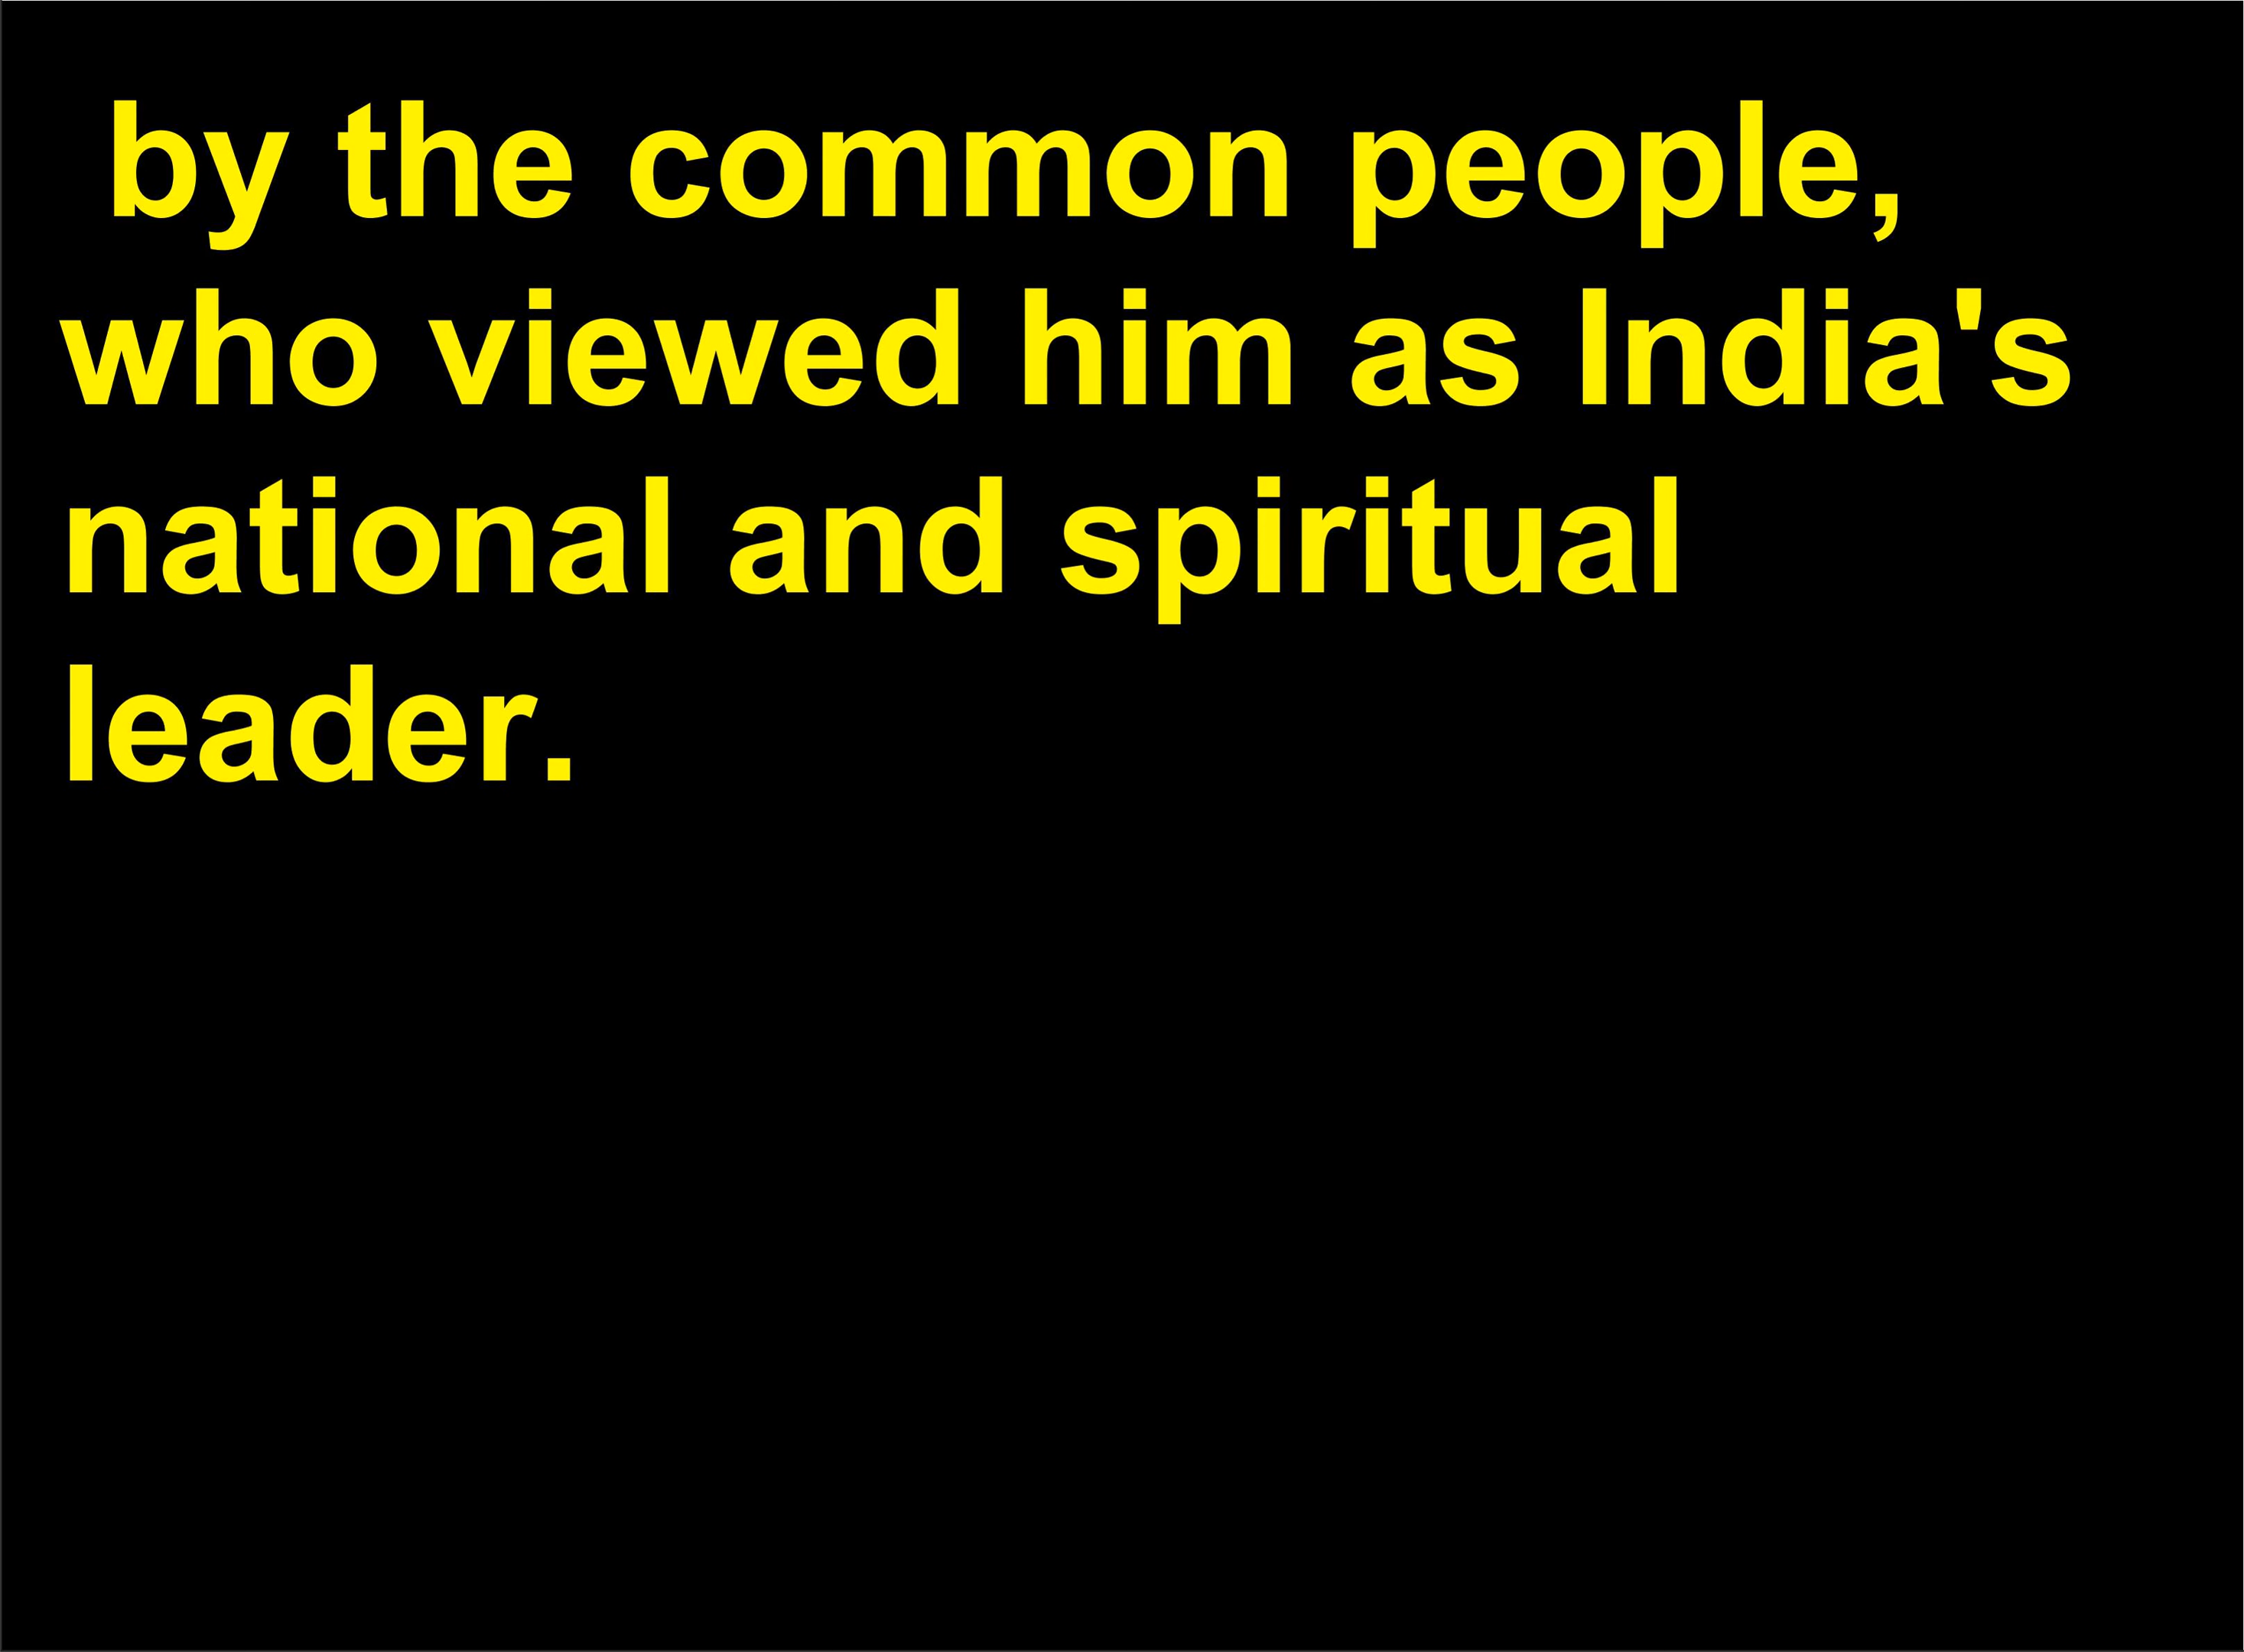 by the common people,
who viewed him as India's
national and spiritual
leader.